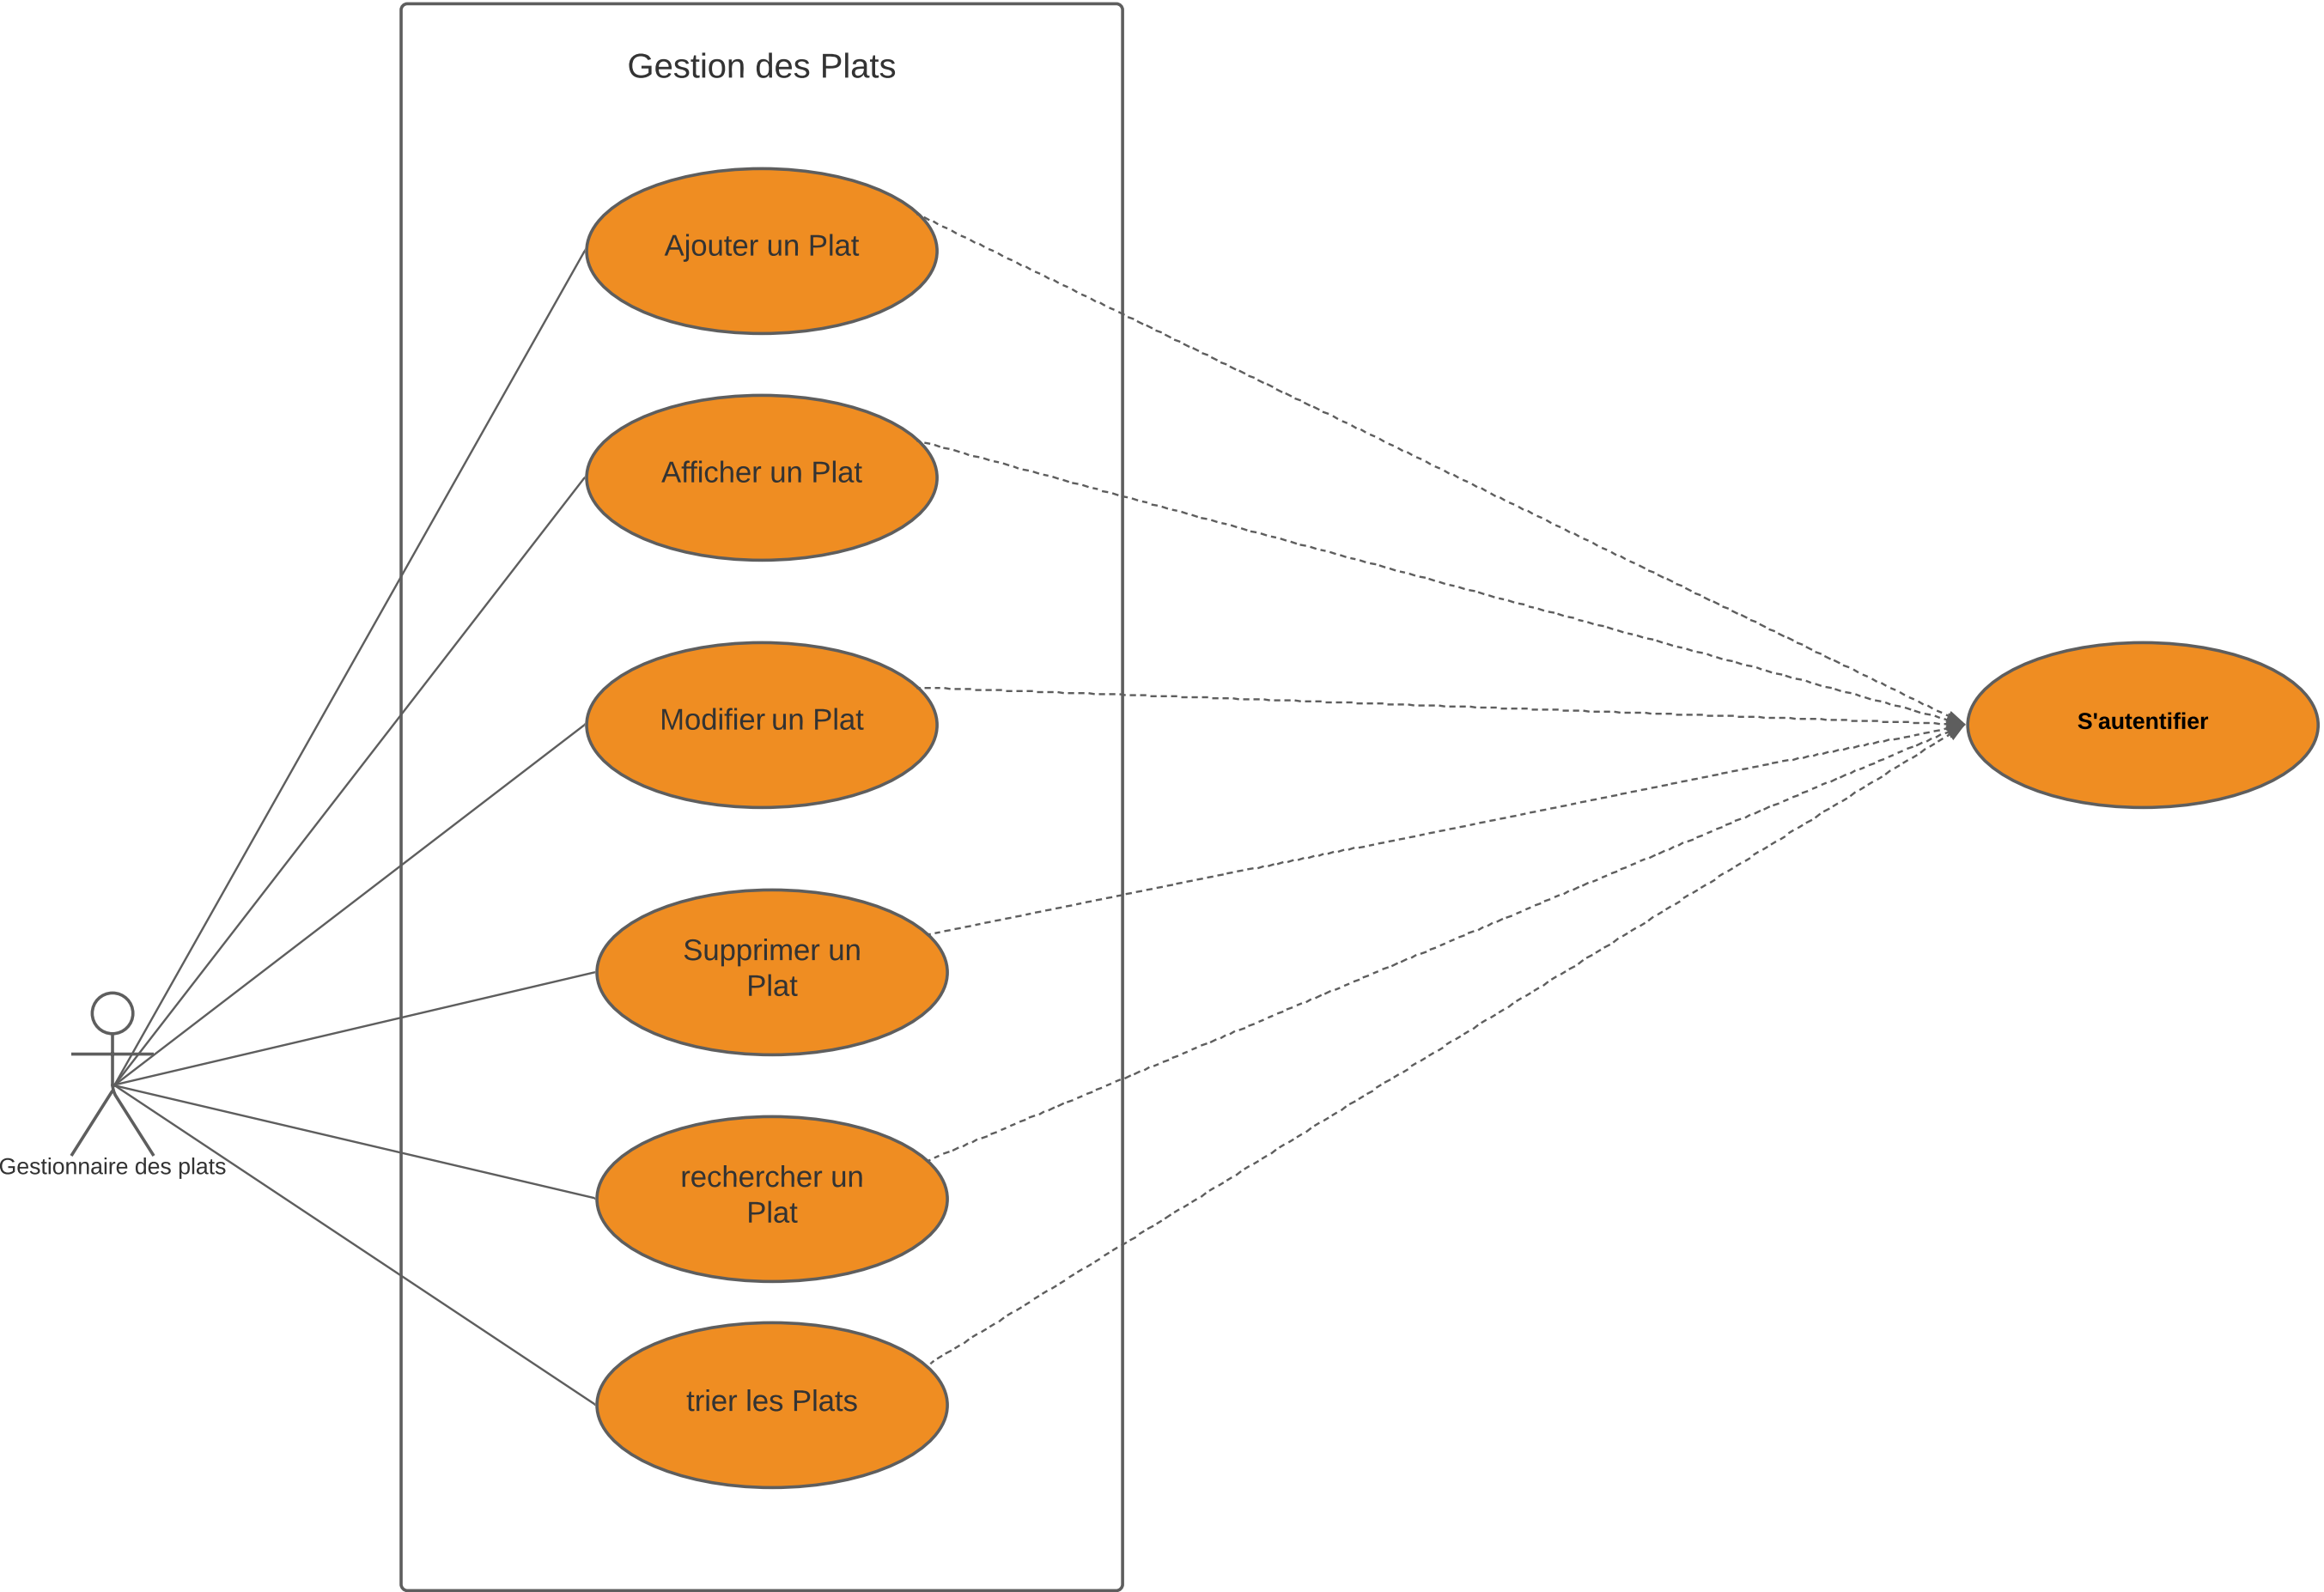 Gestion des Plats
Ajouter un Plat
Afficher un Plat
Modifier un Plat
S'autentifier
Supprimer un
Plat
Gestionnaire des plats
rechercher un
Plat
trier les Plats